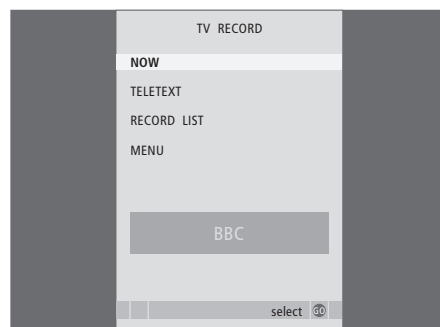 TV RECORD
NOW
TELETEXT
RECORD LIST
MENU
BBC
select GO